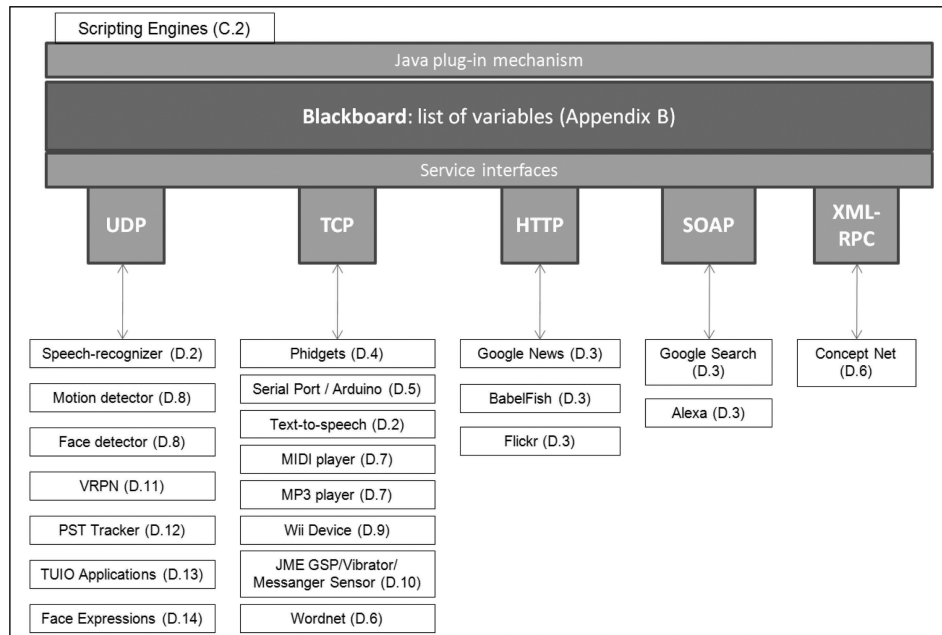 Scripting Engines (C.2)
Java plug-in mechanism
Blackboard: list of variables (Appendix B)
Service interfaces
UDP
TCP
HTTP
SOAP
XML-
RPC
Speech-recognizer (D.2)
Motion detector (D.8)
Face detector (D.8)
VRPN (D.11)
PST Tracker (D.12)
TUIO Applications (D.13)
Face Expressions (D.14)
Phidgets (D.4)
Serial Port / Arduino (D.5)
Text-to-speech (D.2)
MIDI player (D.7)
MP3 player (D.7)
Wii Device (D.9)
JME GSP/Vibrator/
Messanger Sensor (D.10)
Wordnet (D.6)
Google News (D.3)
BabelFish (D.3)
Flickr (D.3)
Google Search
(D.3)
Alexa (D.3)
Concept Net
(D.6)